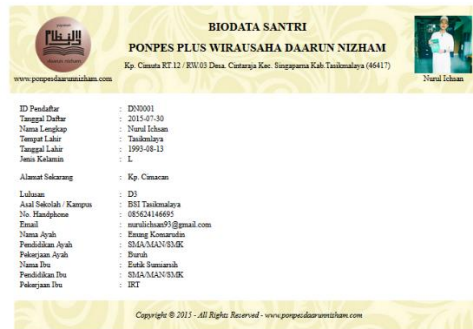 BIODATA SANTRI
PONPES PLUS WIRAUSAHA DAARUN NIZHAM
Kp. Cimuta RT.12 / RW.03 Desa. Cintaraja Kec. Singaparna Kab.Tasikmalaya (46417)
www.ponpesdaarunnizham.com
Nurul Ichsan
ID Pendaftar : DN0001
Tanggal Daftar : 2015-07-30
Nama Lengkap : Nurul Ichsan
Tempat Lahir : Tasikmlaya
Tanggal Lahir : 1993-08-13
Jenis Kelamin : L
Alamat Sekarang : Kp. Cimacan
Lulusan : D3
Asal Sekolah / Kampus : BSI Tasikmalaya
No. Handphone : 085624146695
Email : nurulichsan93@gmail.com
Nama Ayah : Enung Komarudin
Pendidikan Ayah : SMA/MAN/SMK
Pekerjaan Ayah : Buruh
Nama Ibu : Eutik Sumiarsih
Pendidikan Ibu : SMA/MAN/SMK
Pekerjaan Ibu : IRT
Copyright © 2015 - All Rights Reserved - www.ponpesdaarunnizham.com